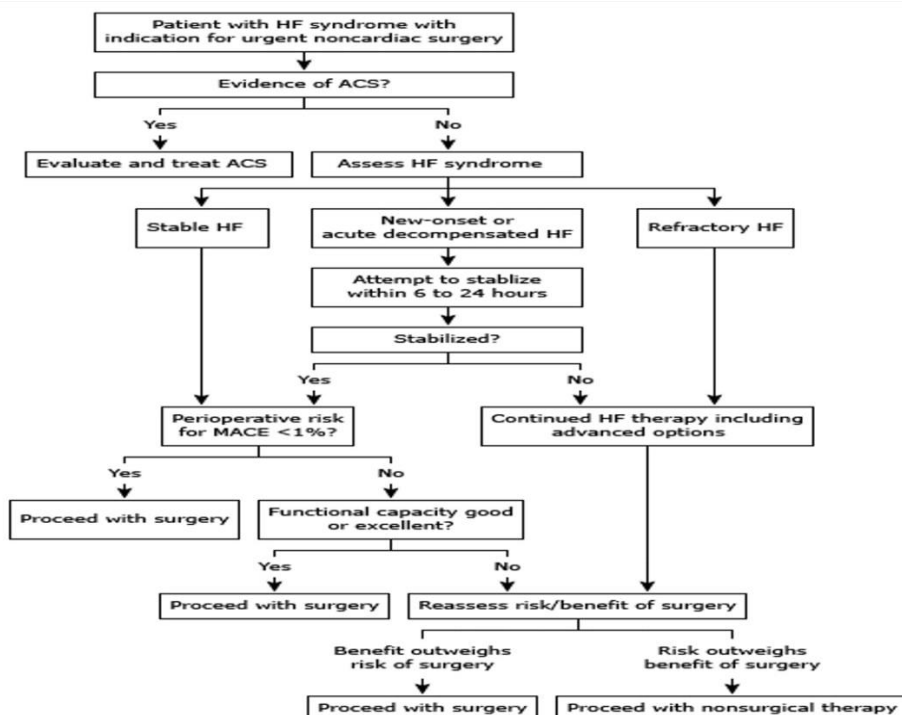 Patient with HF syndrome with
indication for urgent noncardiac surgery
Evidence of ACS?
Yes
No
Evaluate and treat ACS
Assess HF syndrome
Stable HF
New-onset or
acute decompensated HF
Refractory HF
Attempt to stablize
within 6 to 24 hours
Stabilized?
Yes
No
Perioperative risk
for MACE <1%?
Continued HF therapy including
advanced options
Yes
No
Proceed with surgery
Functional capacity good
or excellent?
Yes
No
Proceed with surgery
Reassess risk/benefit of surgery
Benefit outweighs
risk of surgery
Risk outweighs
benefit of surgery
Proceed with surgery
Proceed with nonsurgical therapy